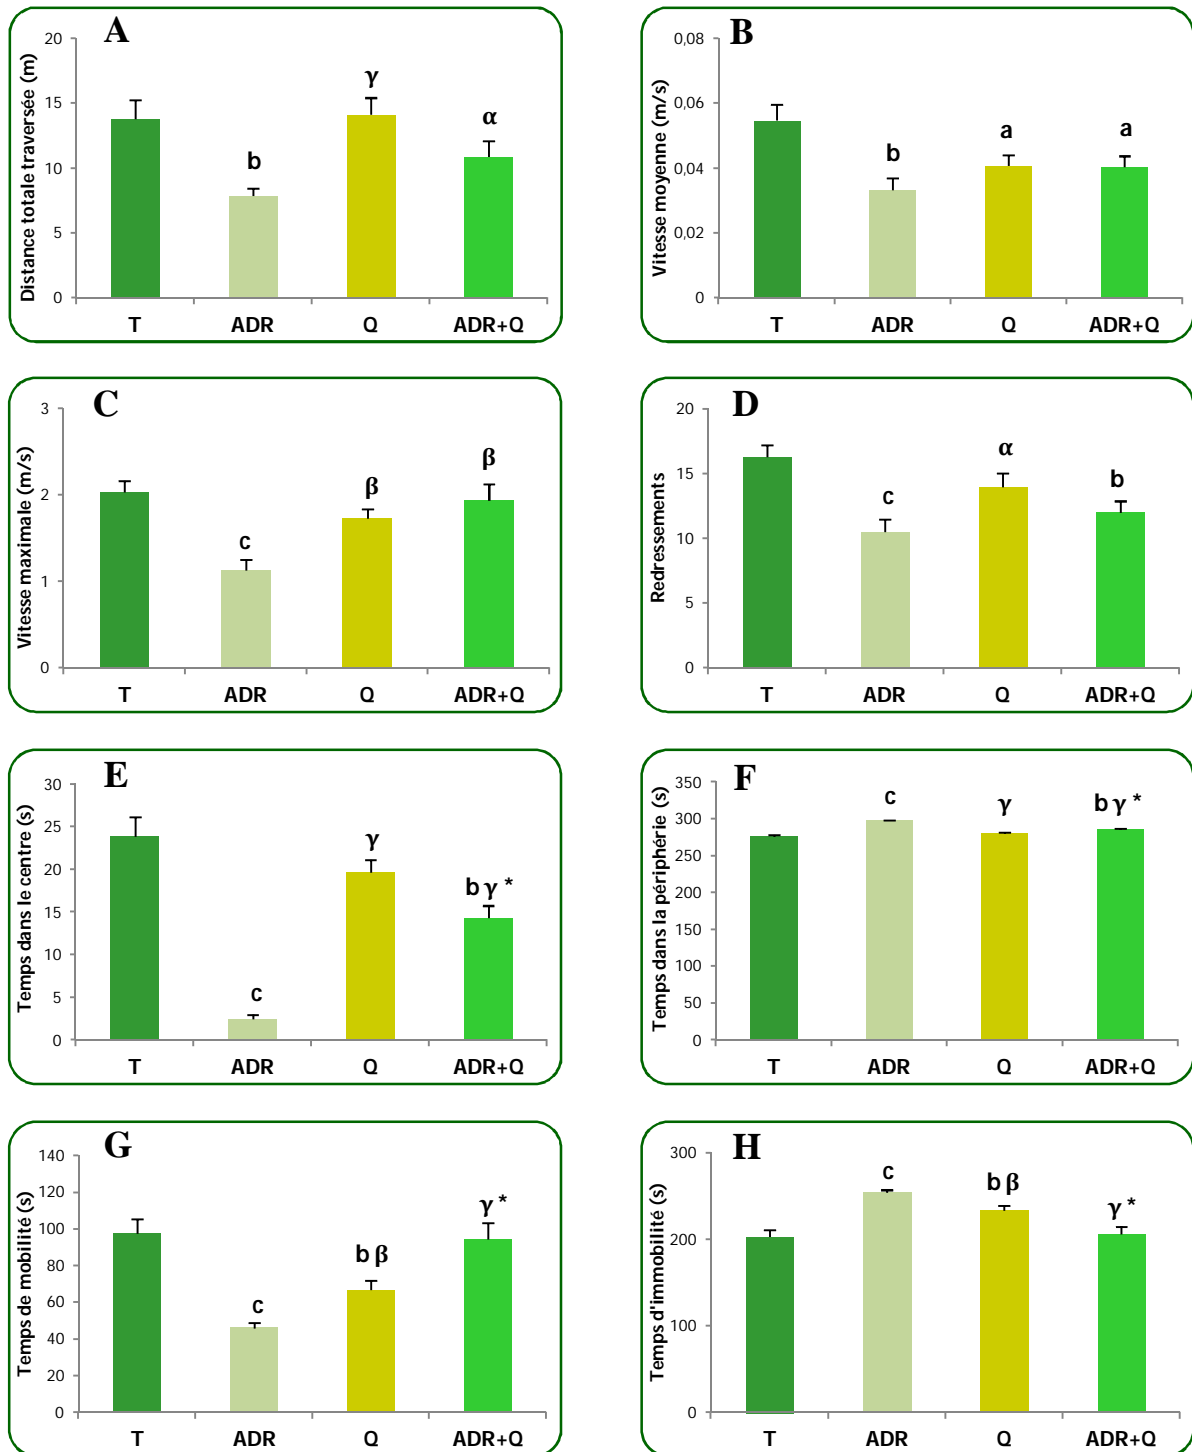 A
Distance totale traversée (m)
20
15
10
5
0
b
γ
α
T ADR Q ADR+Q
B
Vitesse moyenne (m/s)
0,08
0,06
0,04
0,02
0
b
a
a
T ADR Q ADR+Q
C
Vitesse maximale (m/s)
3
2
1
0
c
β
β
T ADR Q ADR+Q
D
Redressements
20
15
10
5
0
c
α
b
T ADR Q ADR+Q
E
Temps dans le centre (s)
30
25
20
15
10
5
0
c
γ
b γ *
T ADR Q ADR+Q
F
Temps dans la périphérie (s)
350
300
250
200
150
100
50
0
c
γ
b γ *
T ADR Q ADR+Q
G
Temps de mobilité (s)
140
120
100
80
60
40
20
0
c
b β
γ *
T ADR Q ADR+Q
H
Temps d'immobilité (s)
300
200
100
0
c
b β
γ *
T ADR Q ADR+Q